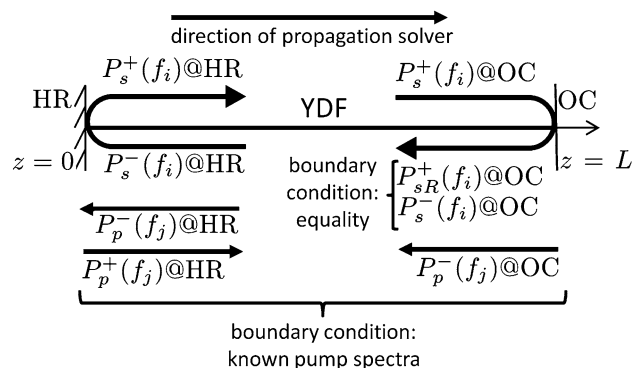 direction of propagation solver
P_s^+(f_i)@HR
P_s^+(f_i)@OC
HR
YDF
OC
z = 0
P_s^-(f_i)@HR
z = L
boundary
condition:
equality
P_{sR}^+(f_i)@OC
P_s^-(f_i)@OC
P_p^-(f_j)@HR
P_p^+(f_j)@HR
P_p^-(f_j)@OC
boundary condition:
known pump spectra